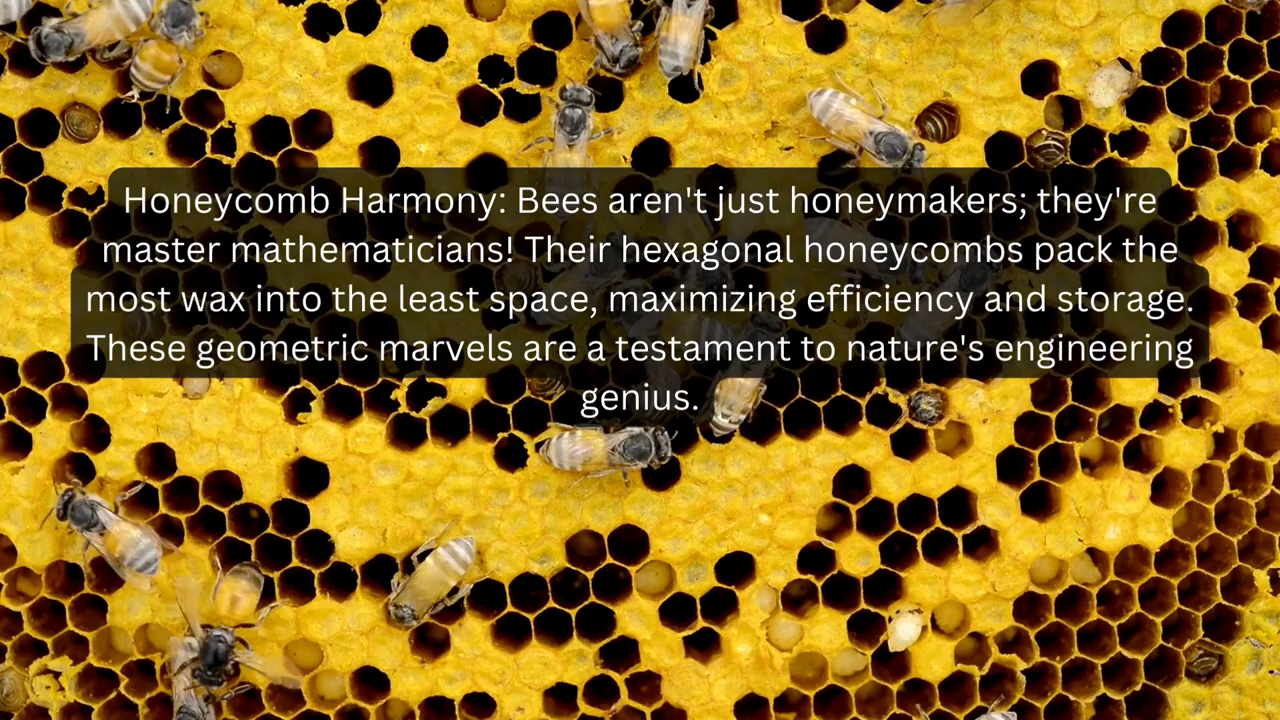 Honeycomb Harmony: Bees aren't just honeymakers; they're
master mathematicians! Their hexagonal honeycombs pack the
most wax into the least space, maximizing efficiency and storage.
These geometric marvels are a testament to nature's engineering
genius.